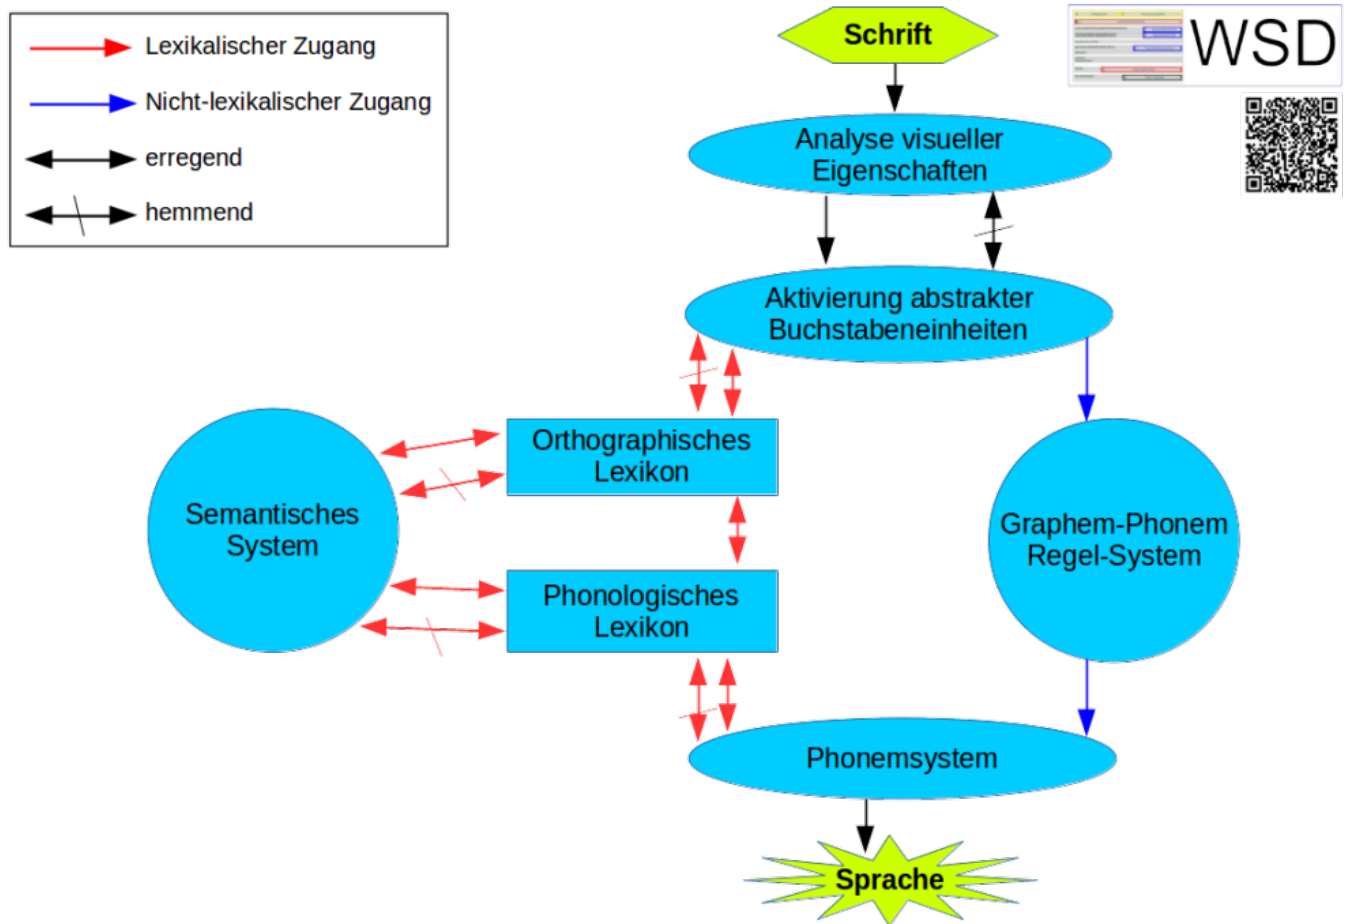 Lexikalischer Zugang
Nicht-lexikalischer Zugang
erregend
hemmend
Schrift
WSD
Analyse visueller
Eigenschaften
Aktivierung abstrakter
Buchstabeneinheiten
Orthographisches
Lexikon
Semantisches
System
Graphem-Phonem
Regel-System
Phonologisches
Lexikon
Phonemsystem
Sprache